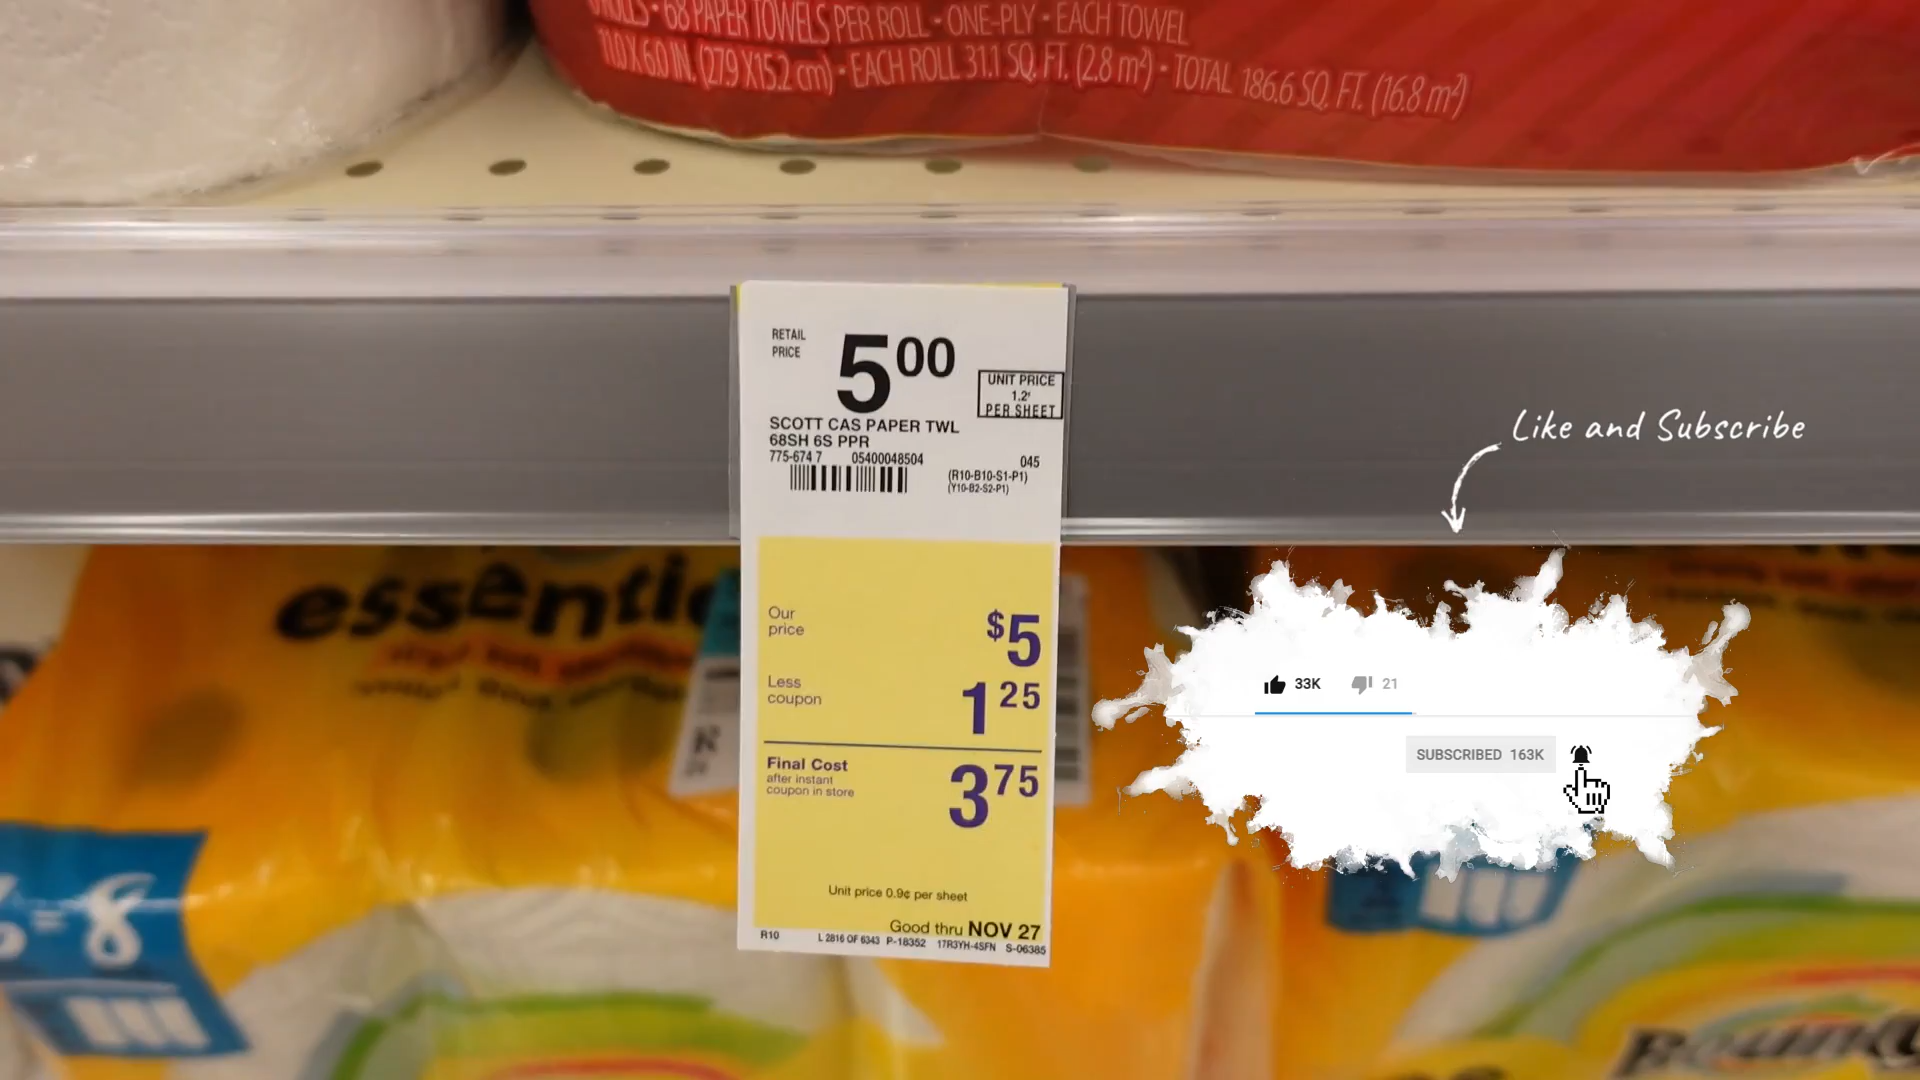 ROLLS • 68 PAPER TOWELS PER ROLL • ONE-PLY • EACH TOWEL
11.0 X 6.0 IN. (27.9 X 15.2 cm) • EACH ROLL 31.1 SQ. FT. (2.8 m²) • TOTAL 186.6 SQ. FT. (16.8 m²)
RETAIL
PRICE
5 00
UNIT PRICE
1.2¢
PER SHEET
SCOTT CAS PAPER TWL
68SH 6S PPR
775-674 7 05400048504 045
(R10-B10-S1-P1)
(Y10-B2-S2-P1)
Our
price
$5
Less
coupon
1 25
Final Cost
after instant
coupon in store
3 75
Unit price 0.9¢ per sheet
Good thru NOV 27
R10 L 2816 OF 6343 P-18352 17R3YH-4SFN S-06385
Like and Subscribe
33K 21
SUBSCRIBED 163K
essentia
= 8
Bounty